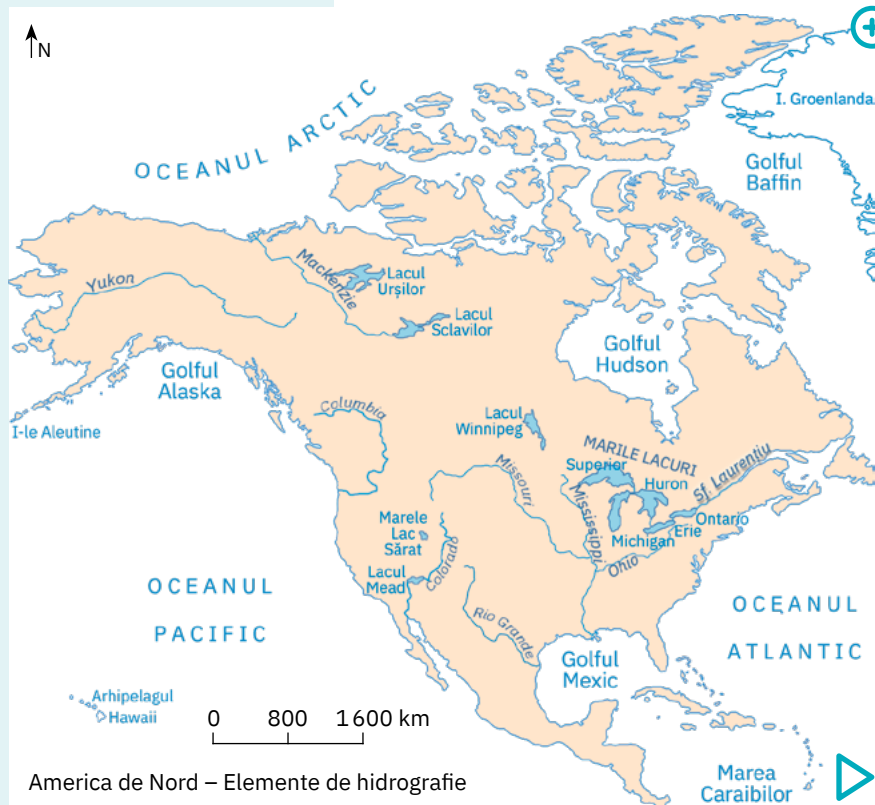 N
I. Groenlanda
OCEANUL ARCTIC
Golful
Baffin
Mackenzie
Lacul
Urșilor
Yukon
Lacul
Sclavilor
Golful
Hudson
Golful
Alaska
I-le Aleutine
Columbia
Lacul
Winnipeg
MARILE LACURI
Superior
Huron
Sf. Laurențiu
Missouri
Mississippi
Ontario
Erie
Michigan
Ohio
Marele
Lac
Sărat
Colorado
Lacul
Mead
Rio Grande
OCEANUL
PACIFIC
OCEANUL
ATLANTIC
Golful
Mexic
Arhipelagul
Hawaii
0 800 1600 km
Marea
Caraibilor
America de Nord – Elemente de hidrografie